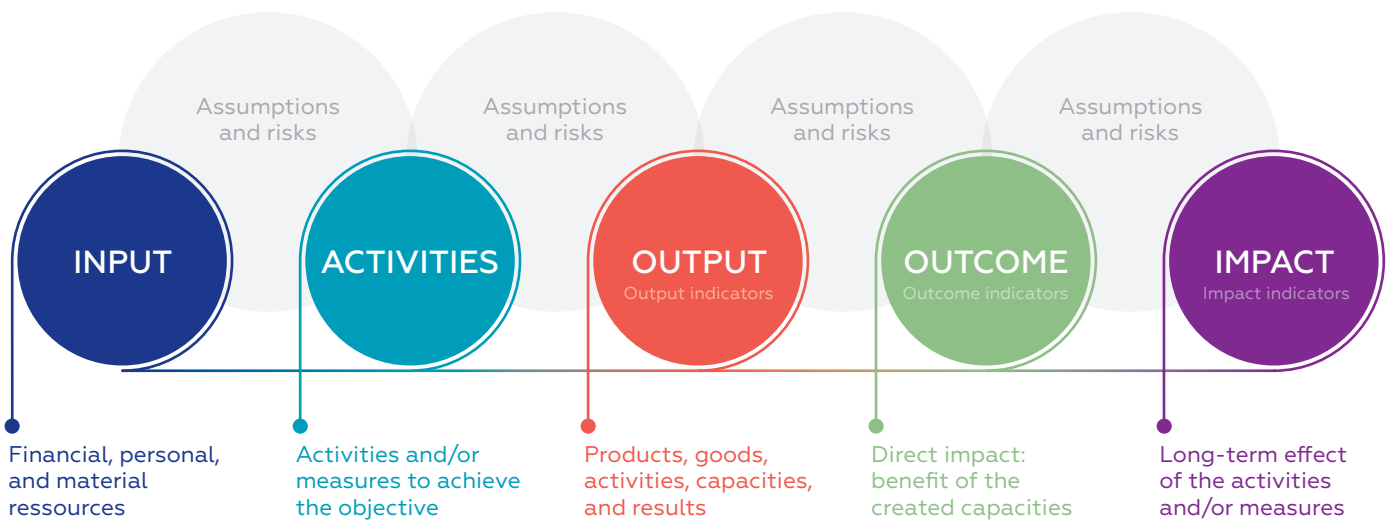 Assumptions
and risks
Assumptions
and risks
Assumptions
and risks
Assumptions
and risks
INPUT
ACTIVITIES
OUTPUT
Output indicators
OUTCOME
Outcome indicators
IMPACT
Impact indicators
Financial, personal,
and material
ressources
Activities and/or
measures to achieve
the objective
Products, goods,
activities, capacities,
and results
Direct impact:
benefit of the
created capacities
Long-term effect
of the activities
and/or measures